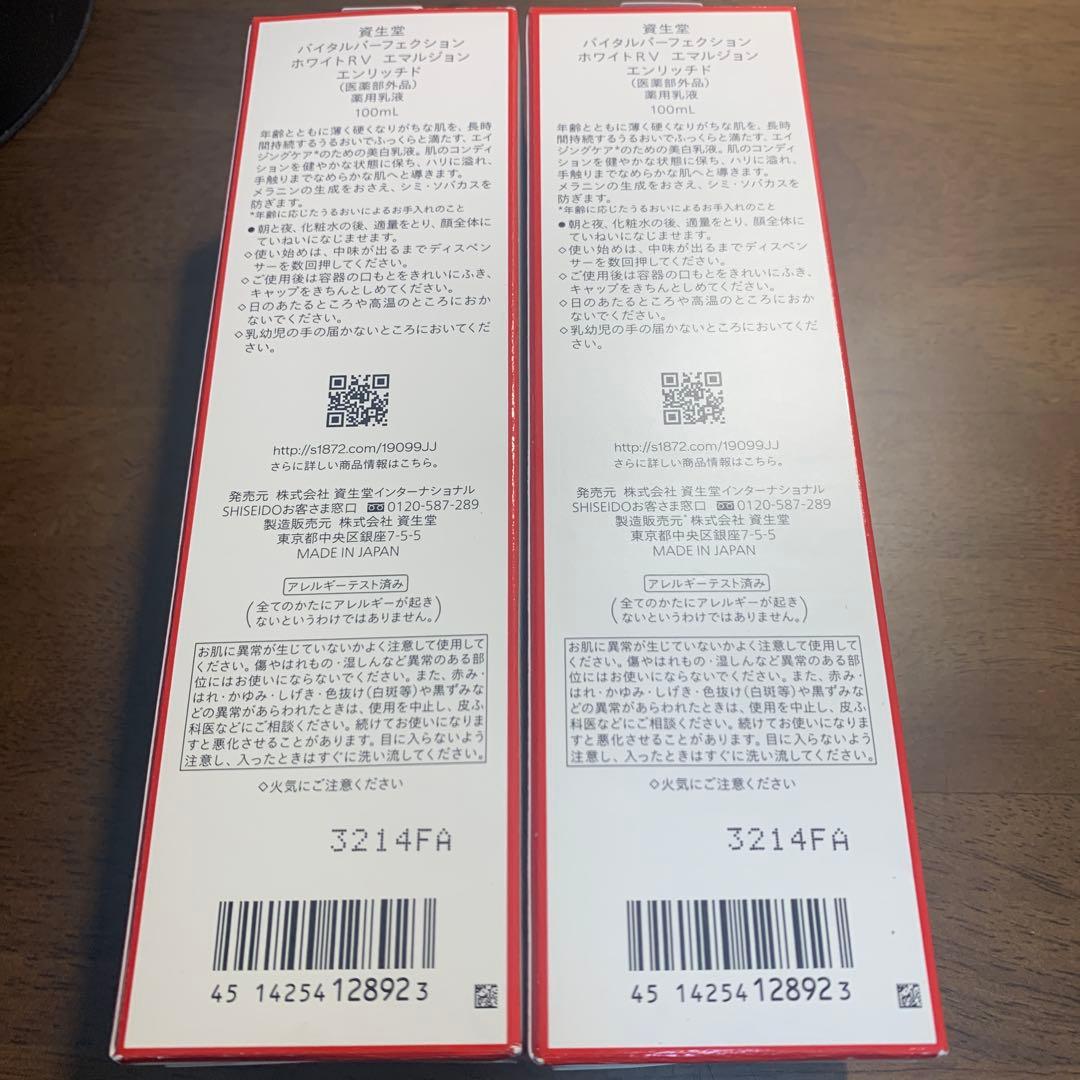 資生堂
バイタルパーフェクション
ホワイトRV エマルジョン
エンリッチド
(医薬部外品)
薬用乳液
100mL
年齢とともに薄く硬くなりがちな肌を、長時
間持続するうるおいでふっくらと満たす、エイ
ジングケア*のための美白乳液。肌のコンディ
ションを健やかな状態に保ち、ハリに溢れ、
手触りまでなめらかな肌へと導きます。
メラニンの生成をおさえ、シミ・ソバカスを
防ぎます。
*年齢に応じたうるおいによるお手入れのこと
●朝と夜、化粧水の後、適量をとり、顔全体に
ていねいになじませます。
◇使い始めは、中味が出るまでディスペン
サーを数回押してください。
◇ご使用後は容器の口もとをきれいにふき、
キャップをきちんとしめてください。
◇日のあたるところや高温のところにおか
ないでください。
◇乳幼児の手の届かないところにおいてくだ
さい。
http://s1872.com/19099JJ
さらに詳しい商品情報はこちら。
発売元 株式会社 資生堂インターナショナル
SHISEIDOお客さま窓口 0120-587-289
製造販売元 株式会社 資生堂
東京都中央区銀座7-5-5
MADE IN JAPAN
アレルギーテスト済み
(全てのかたにアレルギーが起き
ないというわけではありません。)
お肌に異常が生じていないかよく注意して使用して
ください。傷やはれもの・湿しんなど異常のある部
位にはお使いにならないでください。また、赤み・
はれ・かゆみ・しげき・色抜け(白斑等)や黒ずみな
どの異常があらわれたときは、使用を中止し、皮ふ
科医などにご相談ください。続けてお使いになりま
すと悪化させることがあります。目に入らないよう
注意し、入ったときはすぐに洗い流してください。
◇火気にご注意ください
3214FA
45 14254 128923
資生堂
バイタルパーフェクション
ホワイトRV エマルジョン
エンリッチド
(医薬部外品)
薬用乳液
100mL
年齢とともに薄く硬くなりがちな肌を、長時
間持続するうるおいでふっくらと満たす、エイ
ジングケア*のための美白乳液。肌のコンディ
ションを健やかな状態に保ち、ハリに溢れ、
手触りまでなめらかな肌へと導きます。
メラニンの生成をおさえ、シミ・ソバカスを
防ぎます。
*年齢に応じたうるおいによるお手入れのこと
●朝と夜、化粧水の後、適量をとり、顔全体に
ていねいになじませます。
◇使い始めは、中味が出るまでディスペン
サーを数回押してください。
◇ご使用後は容器の口もとをきれいにふき、
キャップをきちんとしめてください。
◇日のあたるところや高温のところにおか
ないでください。
◇乳幼児の手の届かないところにおいてくだ
さい。
http://s1872.com/19099JJ
さらに詳しい商品情報はこちら。
発売元 株式会社 資生堂インターナショナル
SHISEIDOお客さま窓口 0120-587-289
製造販売元 株式会社 資生堂
東京都中央区銀座7-5-5
MADE IN JAPAN
アレルギーテスト済み
(全てのかたにアレルギーが起き
ないというわけではありません。)
お肌に異常が生じていないかよく注意して使用して
ください。傷やはれもの・湿しんなど異常のある部
位にはお使いにならないでください。また、赤み・
はれ・かゆみ・しげき・色抜け(白斑等)や黒ずみな
どの異常があらわれたときは、使用を中止し、皮ふ
科医などにご相談ください。続けてお使いになりま
すと悪化させることがあります。目に入らないよう
注意し、入ったときはすぐに洗い流してください。
◇火気にご注意ください
3214FA
45 14254 128923